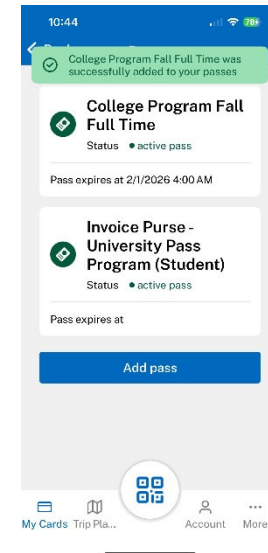 10:44
78
College Program Fall Full Time was
successfully added to your passes
College Program Fall
Full Time
Status • active pass
Pass expires at 2/1/2026 4:00 AM
Invoice Purse -
University Pass
Program (Student)
Status • active pass
Pass expires at
Add pass
My Cards Trip Pla... Account More